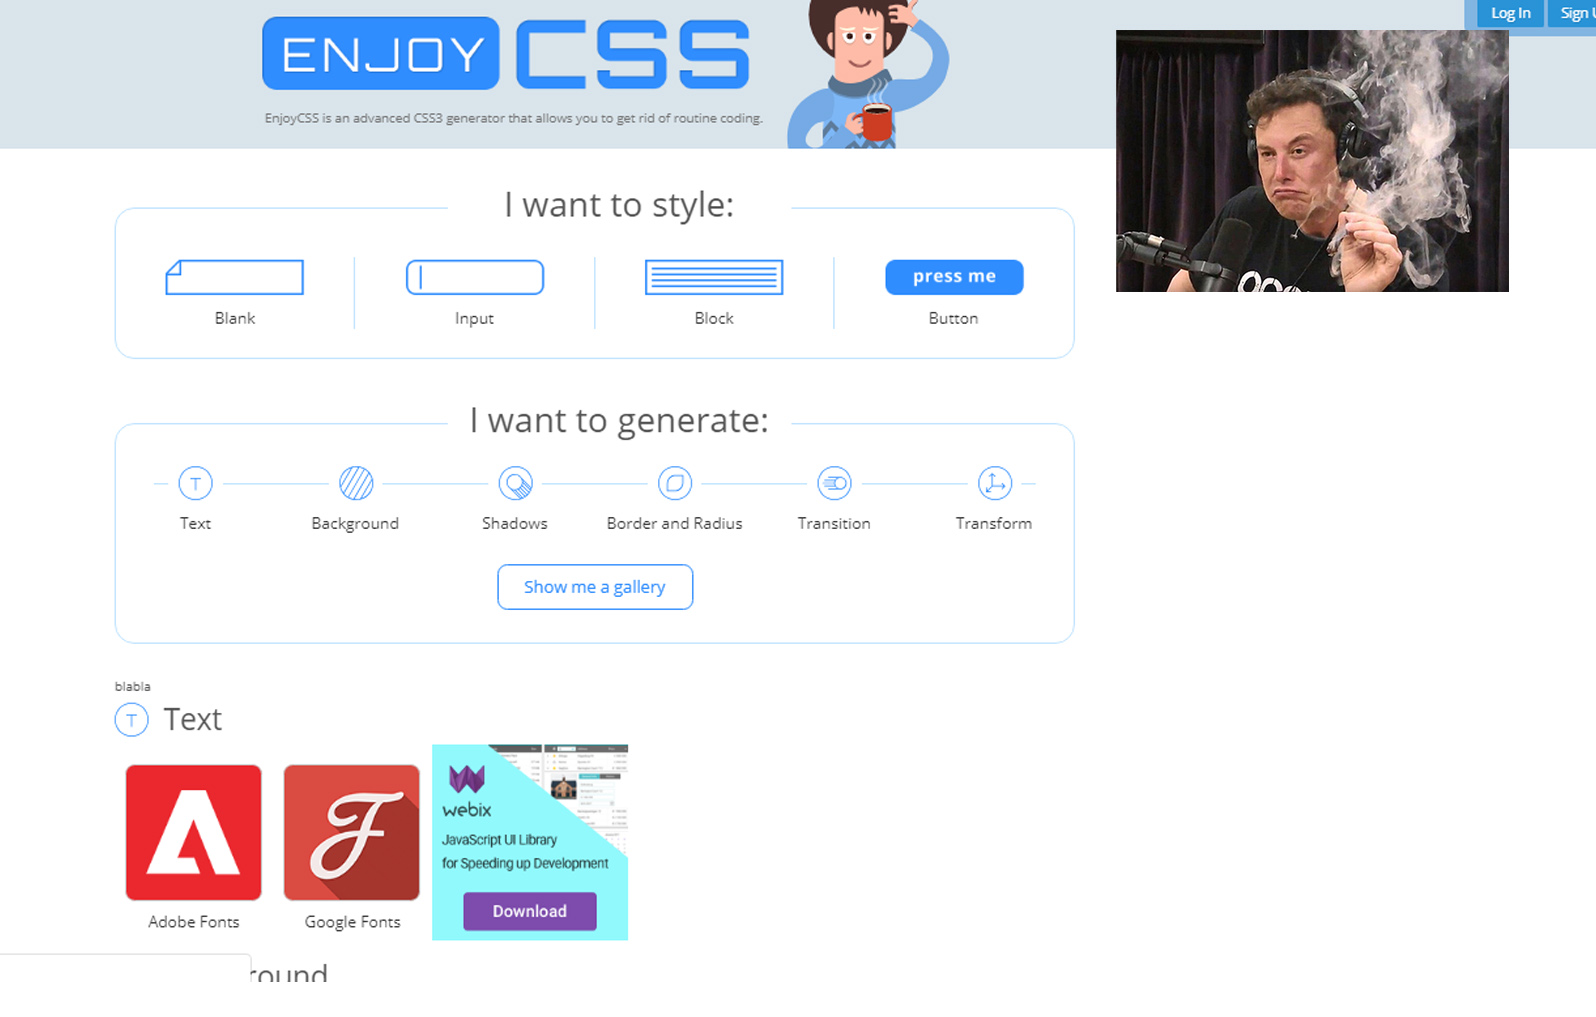 Log In
Sign U
ENJOY CSS
EnjoyCSS is an advanced CSS3 generator that allows you to get rid of routine coding.
I want to style:
press me
Blank
Input
Block
Button
I want to generate:
T
Text
Background
Shadows
Border and Radius
Transition
Transform
Show me a gallery
blabla
T
Text
webix
JavaScript UI Library
for Speeding up Development
Download
Adobe Fonts
Google Fonts
round